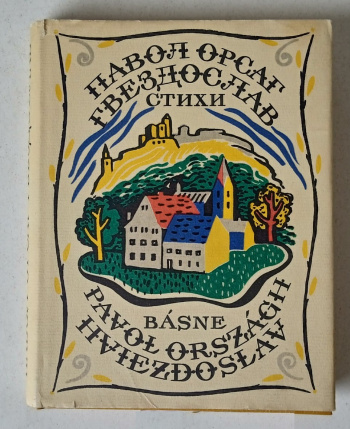 ПАВОЛ ОРСАГ
ГВЕЗДОСЛАВ
СТИХИ
BÁSNE
PAVOL ORSZÁGH
HVIEZDOSLAV